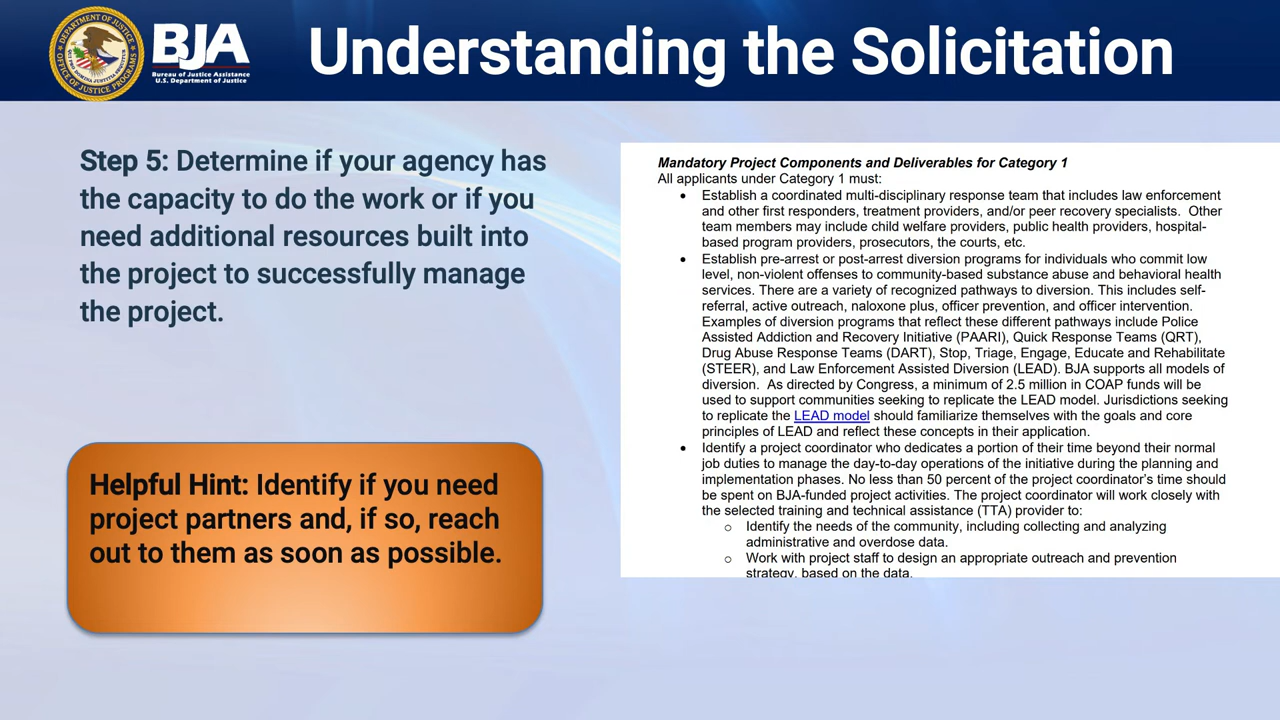 DEPARTMENT OF JUSTICE
OFFICE OF JUSTICE PROGRAMS
BJA
Bureau of Justice Assistance
U.S. Department of Justice
Understanding the Solicitation
Step 5: Determine if your agency has
the capacity to do the work or if you
need additional resources built into
the project to successfully manage
the project.
Helpful Hint: Identify if you need
project partners and, if so, reach
out to them as soon as possible.
Mandatory Project Components and Deliverables for Category 1
All applicants under Category 1 must:
• Establish a coordinated multi-disciplinary response team that includes law enforcement
and other first responders, treatment providers, and/or peer recovery specialists.  Other
team members may include child welfare providers, public health providers, hospital-
based program providers, prosecutors, the courts, etc.
• Establish pre-arrest or post-arrest diversion programs for individuals who commit low
level, non-violent offenses to community-based substance abuse and behavioral health
services. There are a variety of recognized pathways to diversion. This includes self-
referral, active outreach, naloxone plus, officer prevention, and officer intervention.
Examples of diversion programs that reflect these different pathways include Police
Assisted Addiction and Recovery Initiative (PAARI), Quick Response Teams (QRT),
Drug Abuse Response Teams (DART), Stop, Triage, Engage, Educate and Rehabilitate
(STEER), and Law Enforcement Assisted Diversion (LEAD). BJA supports all models of
diversion.  As directed by Congress, a minimum of 2.5 million in COAP funds will be
used to support communities seeking to replicate the LEAD model. Jurisdictions seeking
to replicate the LEAD model should familiarize themselves with the goals and core
principles of LEAD and reflect these concepts in their application.
• Identify a project coordinator who dedicates a portion of their time beyond their normal
job duties to manage the day-to-day operations of the initiative during the planning and
implementation phases. No less than 50 percent of the project coordinator's time should
be spent on BJA-funded project activities. The project coordinator will work closely with
the selected training and technical assistance (TTA) provider to:
○ Identify the needs of the community, including collecting and analyzing
administrative and overdose data.
○ Work with project staff to design an appropriate outreach and prevention
strategy, based on the data.